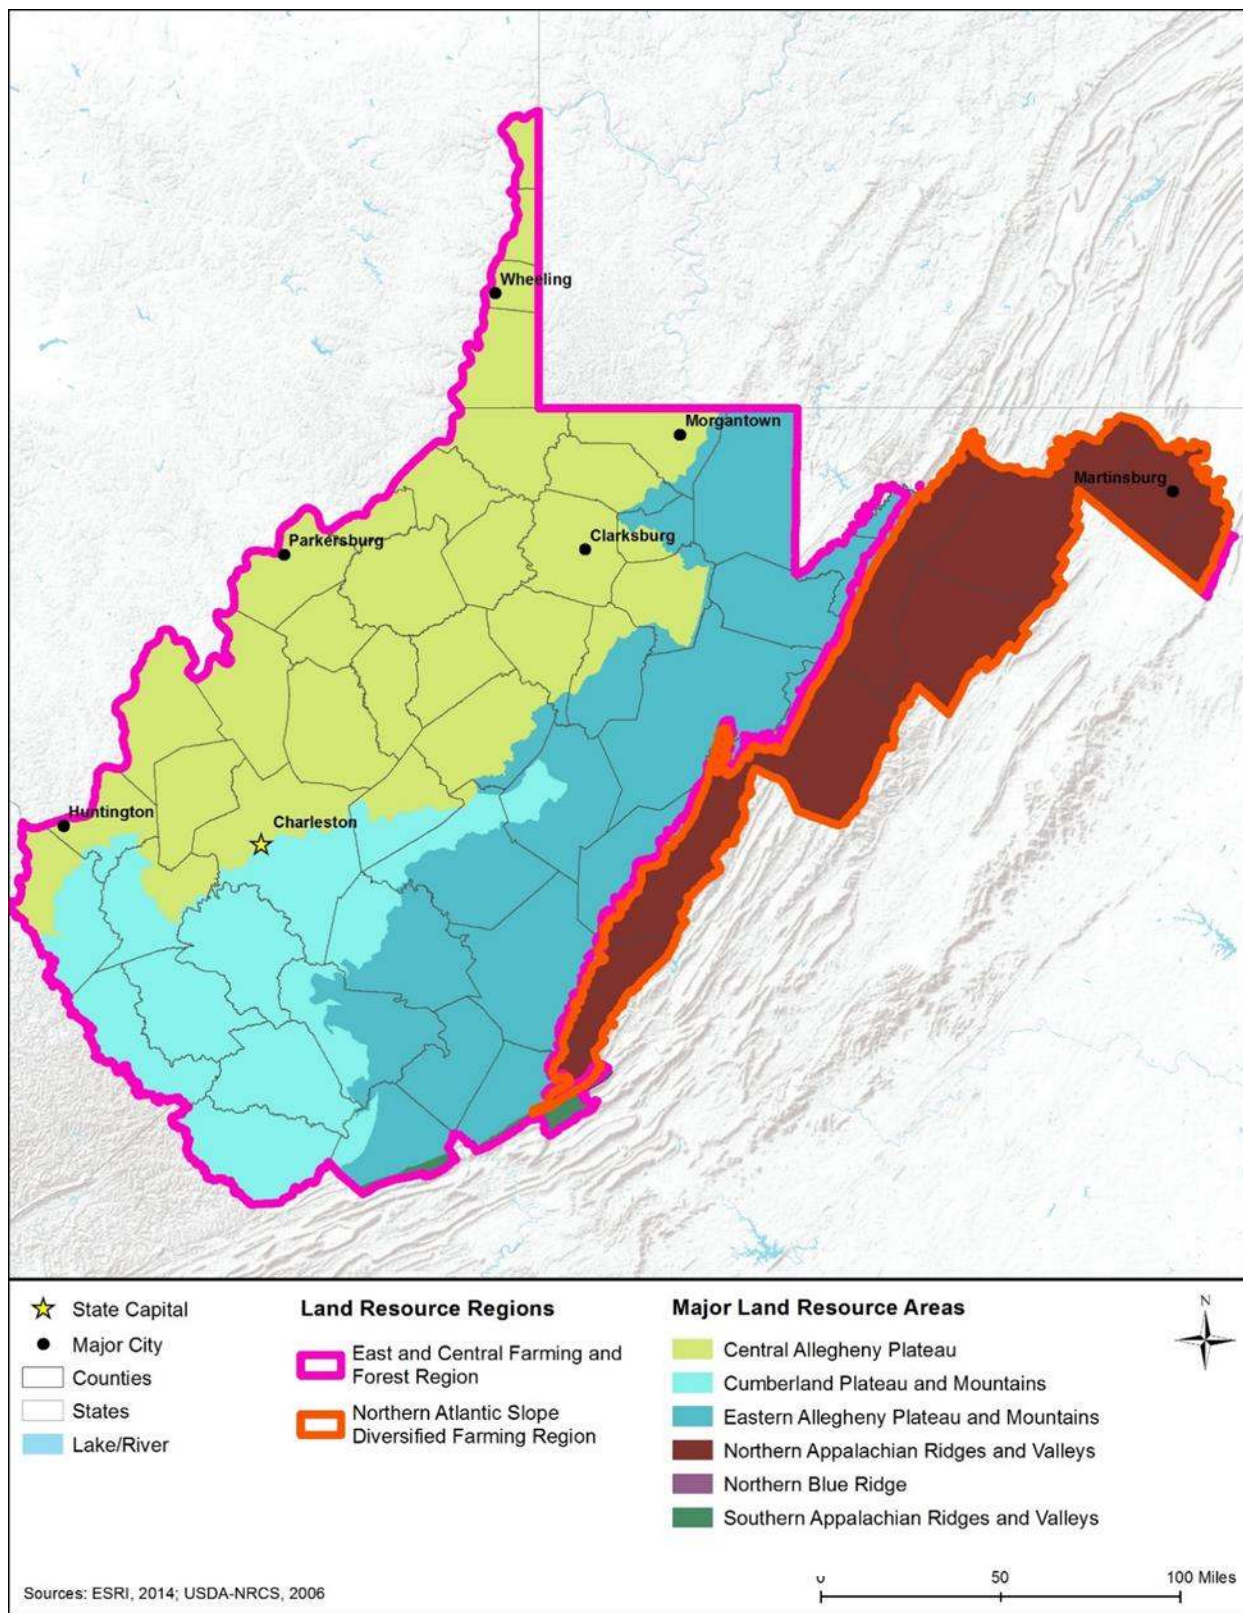 Wheeling
Morgantown
Martinsburg
Parkersburg
Clarksburg
Huntington
Charleston
State Capital
Major City
Counties
States
Lake/River
Land Resource Regions
East and Central Farming and
Forest Region
Northern Atlantic Slope
Diversified Farming Region
Major Land Resource Areas
Central Allegheny Plateau
Cumberland Plateau and Mountains
Eastern Allegheny Plateau and Mountains
Northern Appalachian Ridges and Valleys
Northern Blue Ridge
Southern Appalachian Ridges and Valleys
N
Sources: ESRI, 2014; USDA-NRCS, 2006
0 50 100 Miles